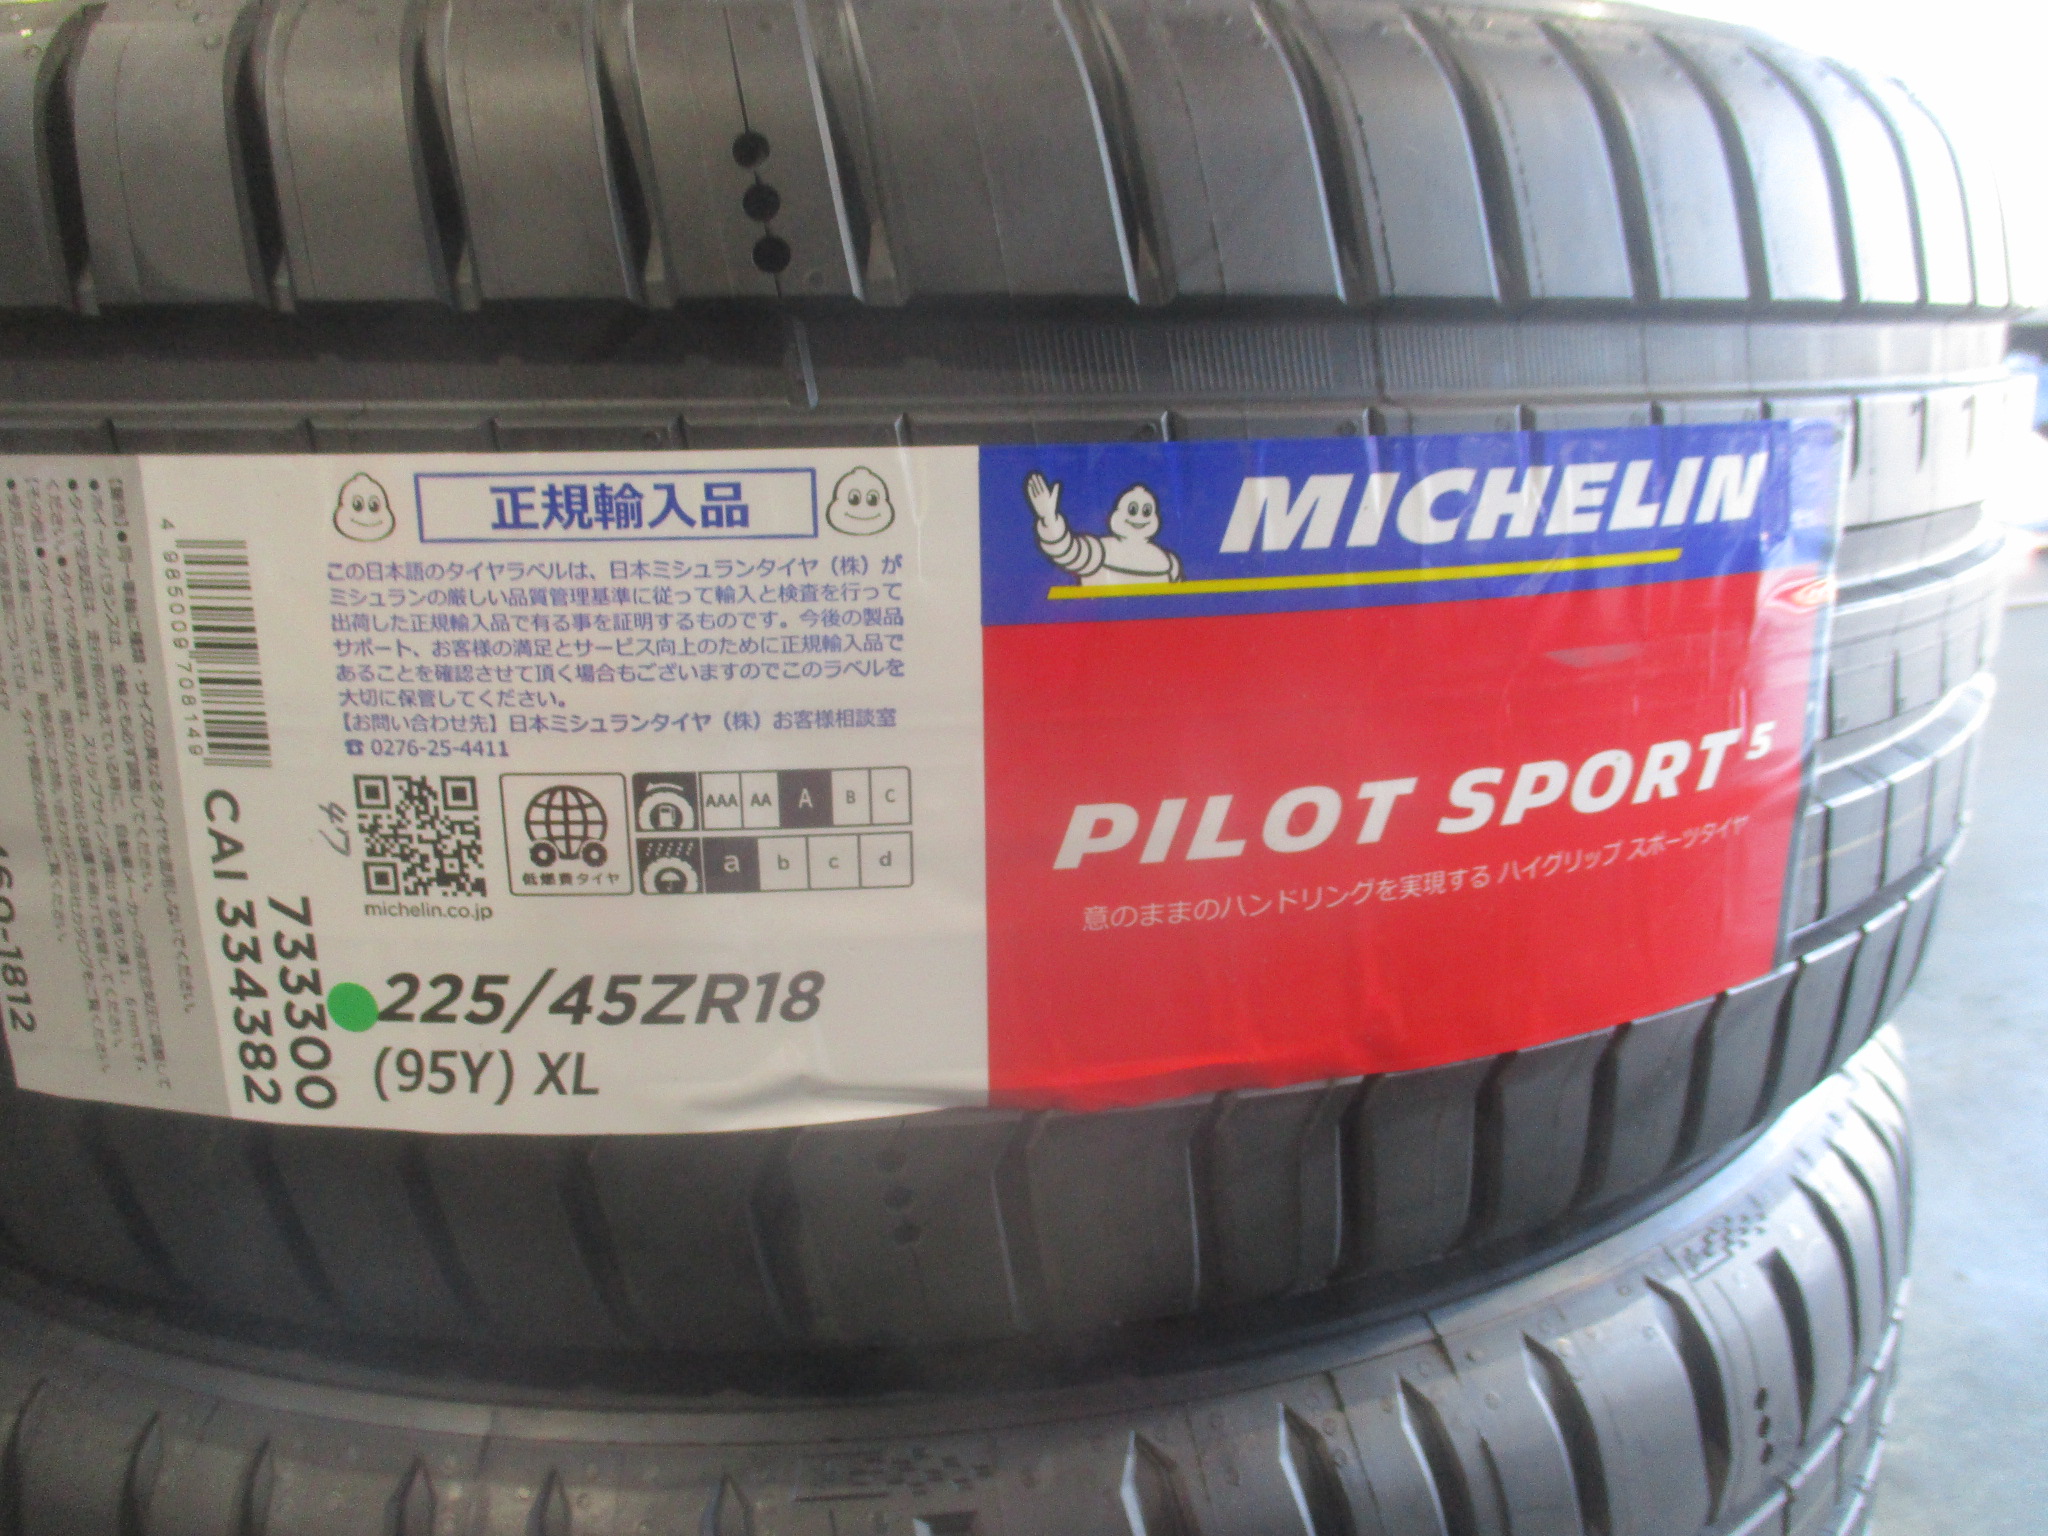 MICHELIN
PILOT SPORT 5
意のままのハンドリングを実現する ハイグリップ スポーツタイヤ
正規輸入品
この日本語のタイヤラベルは、日本ミシュランタイヤ（株）が
ミシュランの厳しい品質管理基準に従って輸入と検査を行って
出荷した正規輸入品で有る事を証明するものです。今後の製品
サポート、お客様の満足とサービス向上のために正規輸入品で
あることを確認させて頂く場合もございますのでこのラベルを
大切に保管してください。
【お問い合わせ先】日本ミシュランタイヤ（株）お客様相談室
☎ 0276-25-4411
michelin.co.jp
低燃費タイヤ
AAA AA A B C
a b c d
225/45ZR18
(95Y) XL
4 985009 708149
733300
CAI 334382
47